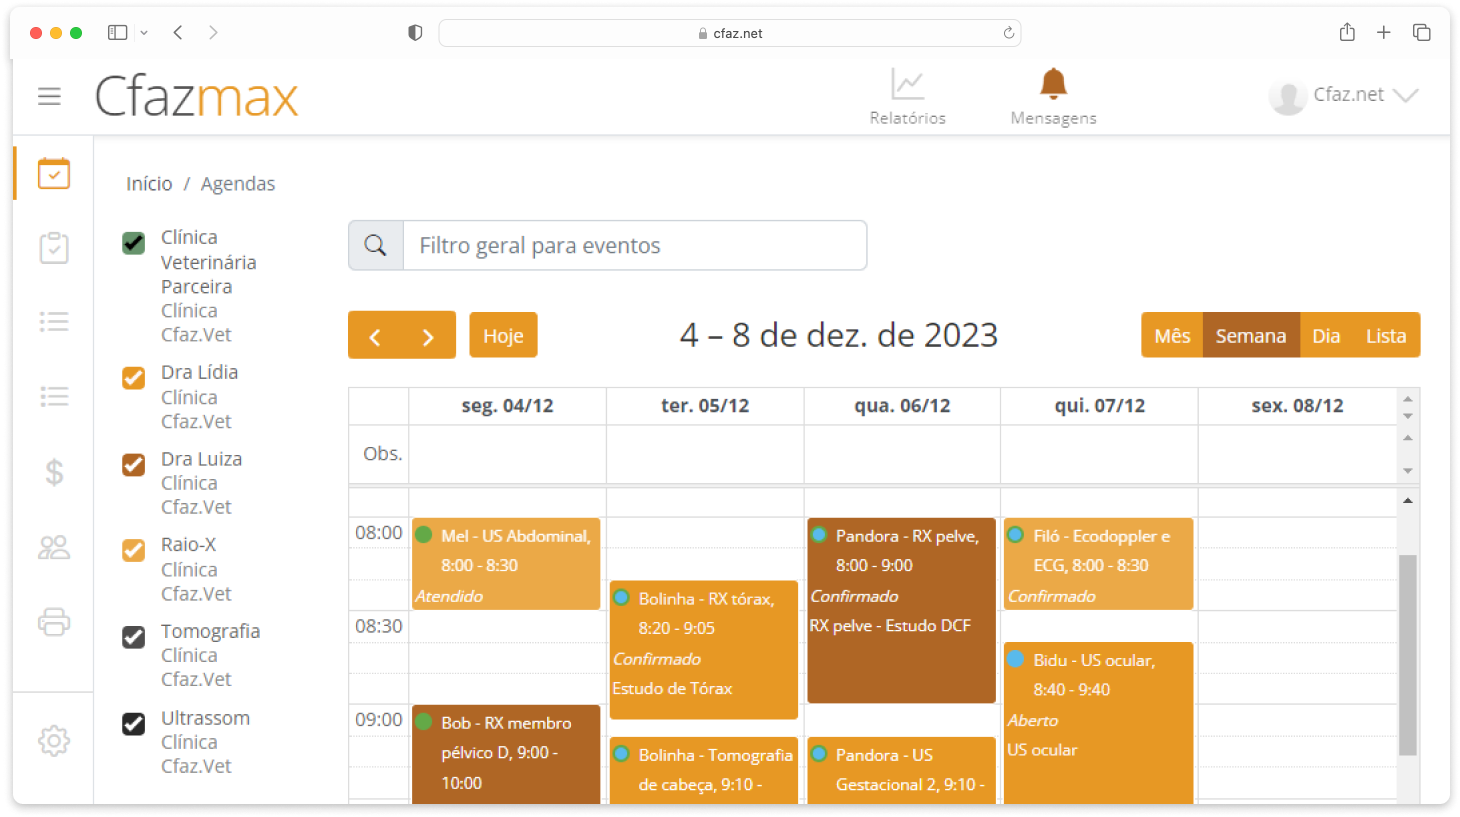 cfaz.net
Cfazmax
Relatórios
Mensagens
Cfaz.net
Início / Agendas
Clínica
Veterinária
Parceira
Clínica
Cfaz.Vet
Dra Lídia
Clínica
Cfaz.Vet
Dra Luiza
Clínica
Cfaz.Vet
Raio-X
Clínica
Cfaz.Vet
Tomografia
Clínica
Cfaz.Vet
Ultrassom
Clínica
Cfaz.Vet
Filtro geral para eventos
Hoje
4 – 8 de dez. de 2023
Mês Semana Dia Lista
seg. 04/12 ter. 05/12 qua. 06/12 qui. 07/12 sex. 08/12
Obs.
08:00
08:30
09:00
Mel - US Abdominal,
8:00 - 8:30
Atendido
Bob - RX membro
pélvico D, 9:00 -
10:00
Bolinha - RX tórax,
8:20 - 9:05
Confirmado
Estudo de Tórax
Bolinha - Tomografia
de cabeça, 9:10 -
Pandora - RX pelve,
8:00 - 9:00
Confirmado
RX pelve - Estudo DCF
Pandora - US
Gestacional 2, 9:10 -
Filó - Ecodoppler e
ECG, 8:00 - 8:30
Confirmado
Bidu - US ocular,
8:40 - 9:40
Aberto
US ocular